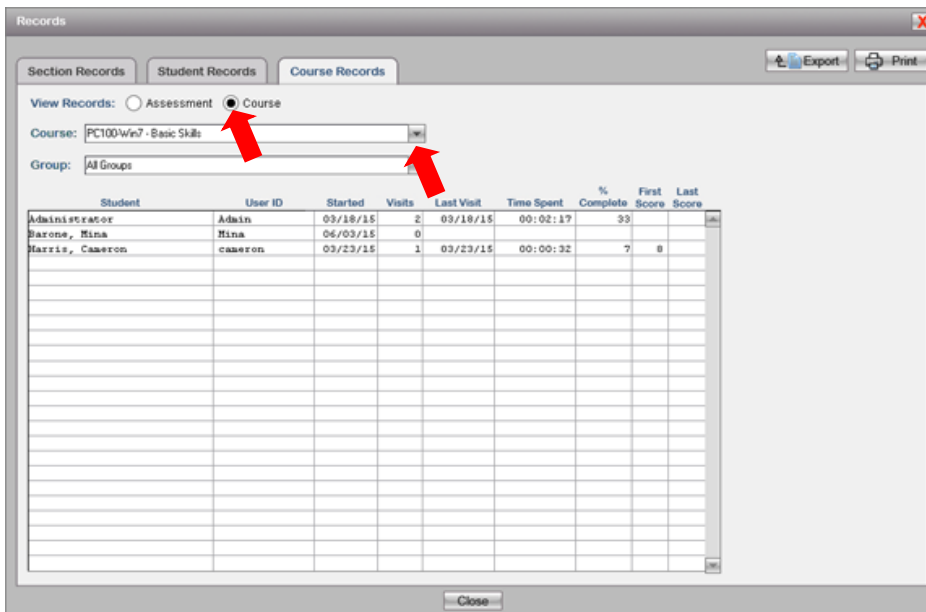 Records
Export Print
Section Records Student Records Course Records
View Records: Assessment Course
Course: PC100-Win7 - Basic Skills
Group: All Groups
Student User ID Started Visits Last Visit Time Spent % Complete First Score Last Score
Administrator Admin 03/18/15 2 03/18/15 00:02:17 33
Barone, Mina Mina 06/03/15 0
Harris, Cameron cameron 03/23/15 1 03/23/15 00:00:32 7 0
Close